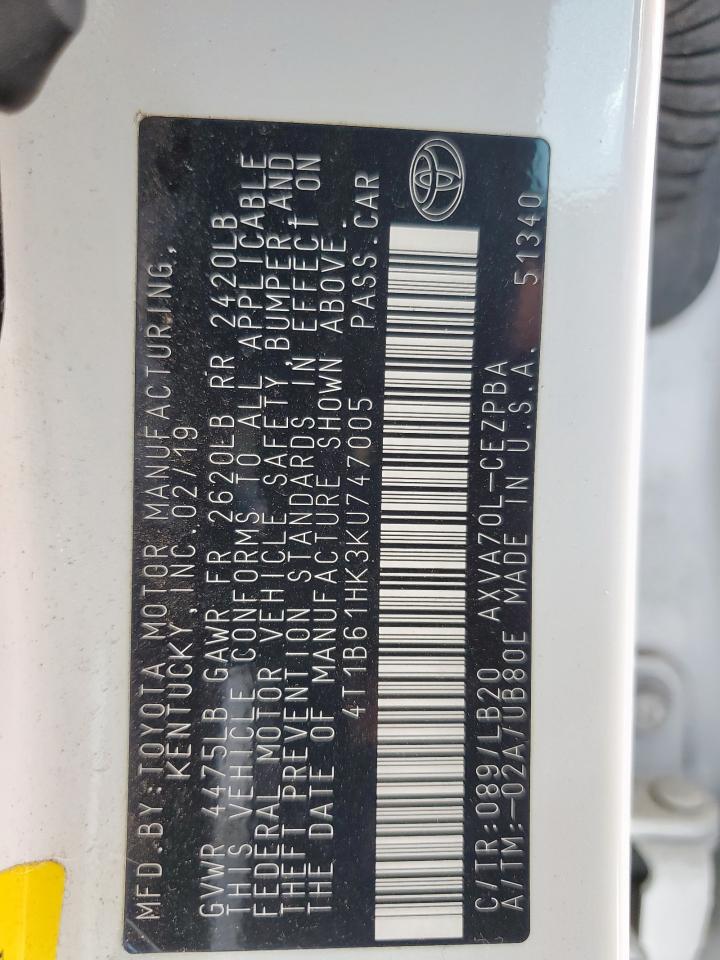 MFD.BY:TOYOTA MOTOR MANUFACTURING,
KENTUCKY,INC.02/19
GVWR 4475LB GAWR FR 2620LB RR 2420LB
THIS VEHICLE CONFORMS TO ALL APPLICABLE
FEDERAL MOTOR VEHICLE SAFETY,BUMPER,AND
THEFT PREVENTION STANDARDS IN EFFECT ON
THE DATE OF MANUFACTURE SHOWN ABOVE.
4T1B61HK3KU747005 PASS.CAR
C/TR:089/LB20 AXVA70L-CEZPBA
A/TM:-02A/UB80E MADE IN U.S.A. 51340